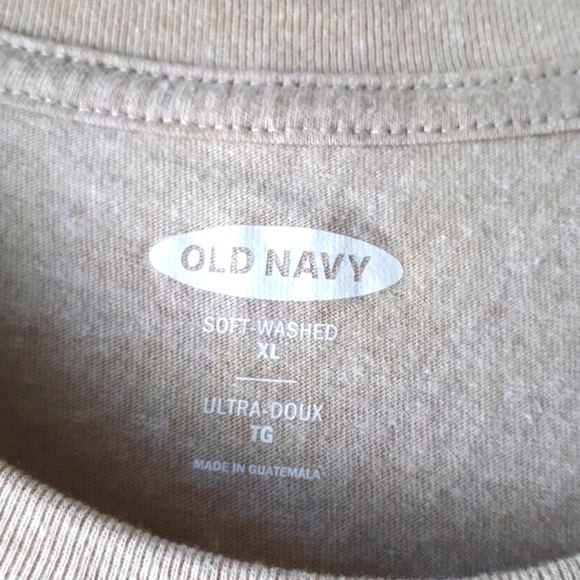 OLD NAVY
SOFT-WASHED
XL
ULTRA-DOUX
TG
MADE IN GUATEMALA